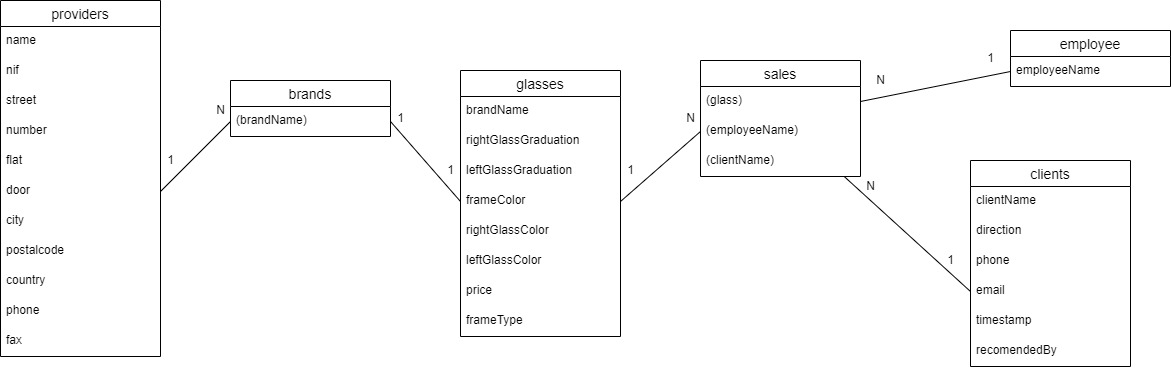 providers
name
nif
street
number
flat
door
city
postalcode
country
phone
fax
1
N
brands
(brandName)
1
1
glasses
brandName
rightGlassGraduation
leftGlassGraduation
frameColor
rightGlassColor
leftGlassColor
price
frameType
1
N
sales
(glass)
(employeeName)
(clientName)
N
1
employee
employeeName
N
1
clients
clientName
direction
phone
email
timestamp
recomendedBy